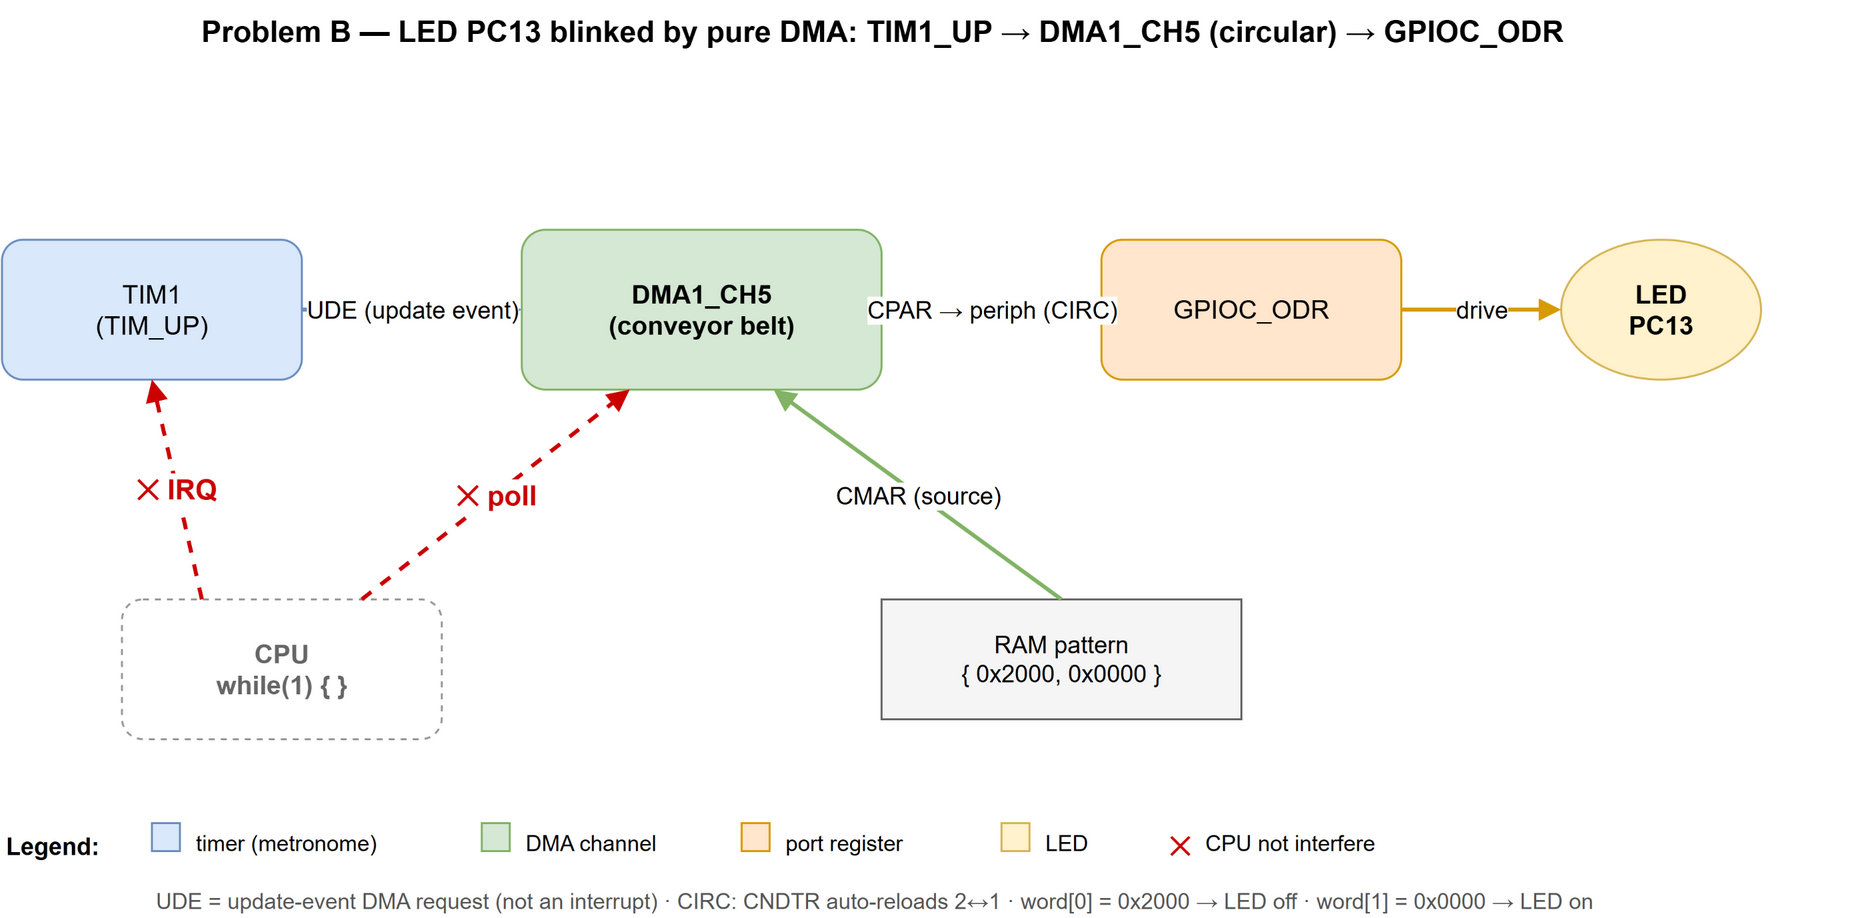 Problem B — LED PC13 blinked by pure DMA: TIM1_UP → DMA1_CH5 (circular) → GPIOC_ODR
TIM1
(TIM_UP)
UDE (update event)
DMA1_CH5
(conveyor belt)
CPAR → periph (CIRC)
GPIOC_ODR
drive
LED
PC13
✕ IRQ
✕ poll
CMAR (source)
CPU
while(1) { }
RAM pattern
{ 0x2000, 0x0000 }
Legend:
timer (metronome)
DMA channel
port register
LED
✕ CPU not interfere
UDE = update-event DMA request (not an interrupt) · CIRC: CNDTR auto-reloads 2↔1 · word[0] = 0x2000 → LED off · word[1] = 0x0000 → LED on